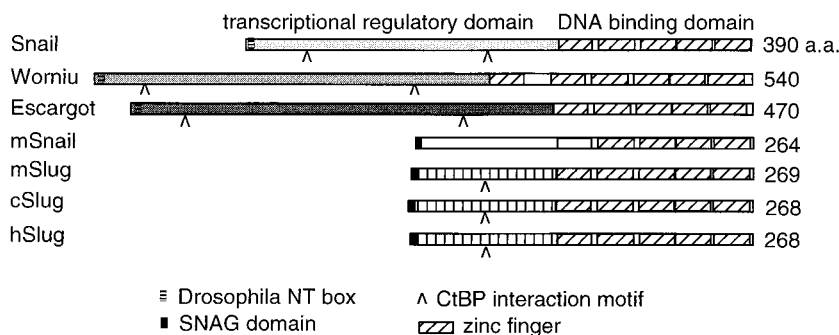 transcriptional regulatory domain DNA binding domain
Snail 390 a.a.
Worniu 540
Escargot 470
mSnail 264
mSlug 269
cSlug 268
hSlug 268
Drosophila NT box ^ CtBP interaction motif
SNAG domain zinc finger